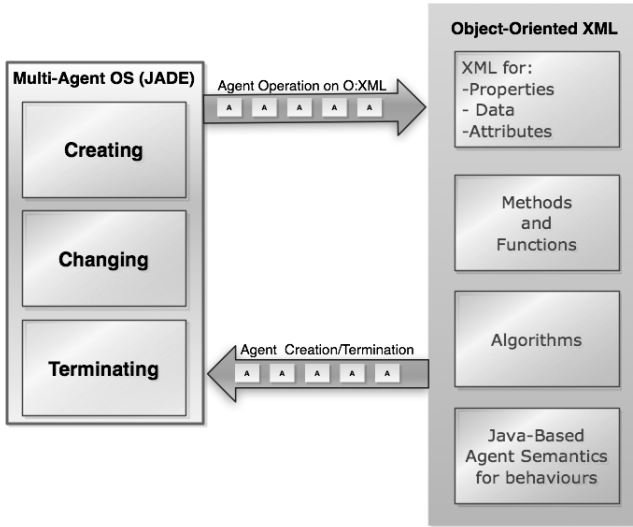 Multi-Agent OS (JADE)
Creating
Changing
Terminating
Agent Operation on O:XML
A A A A A
Agent Creation/Termination
A A A A A
Object-Oriented XML
XML for:
-Properties
- Data
-Attributes
Methods
and
Functions
Algorithms
Java-Based
Agent Semantics
for behaviours